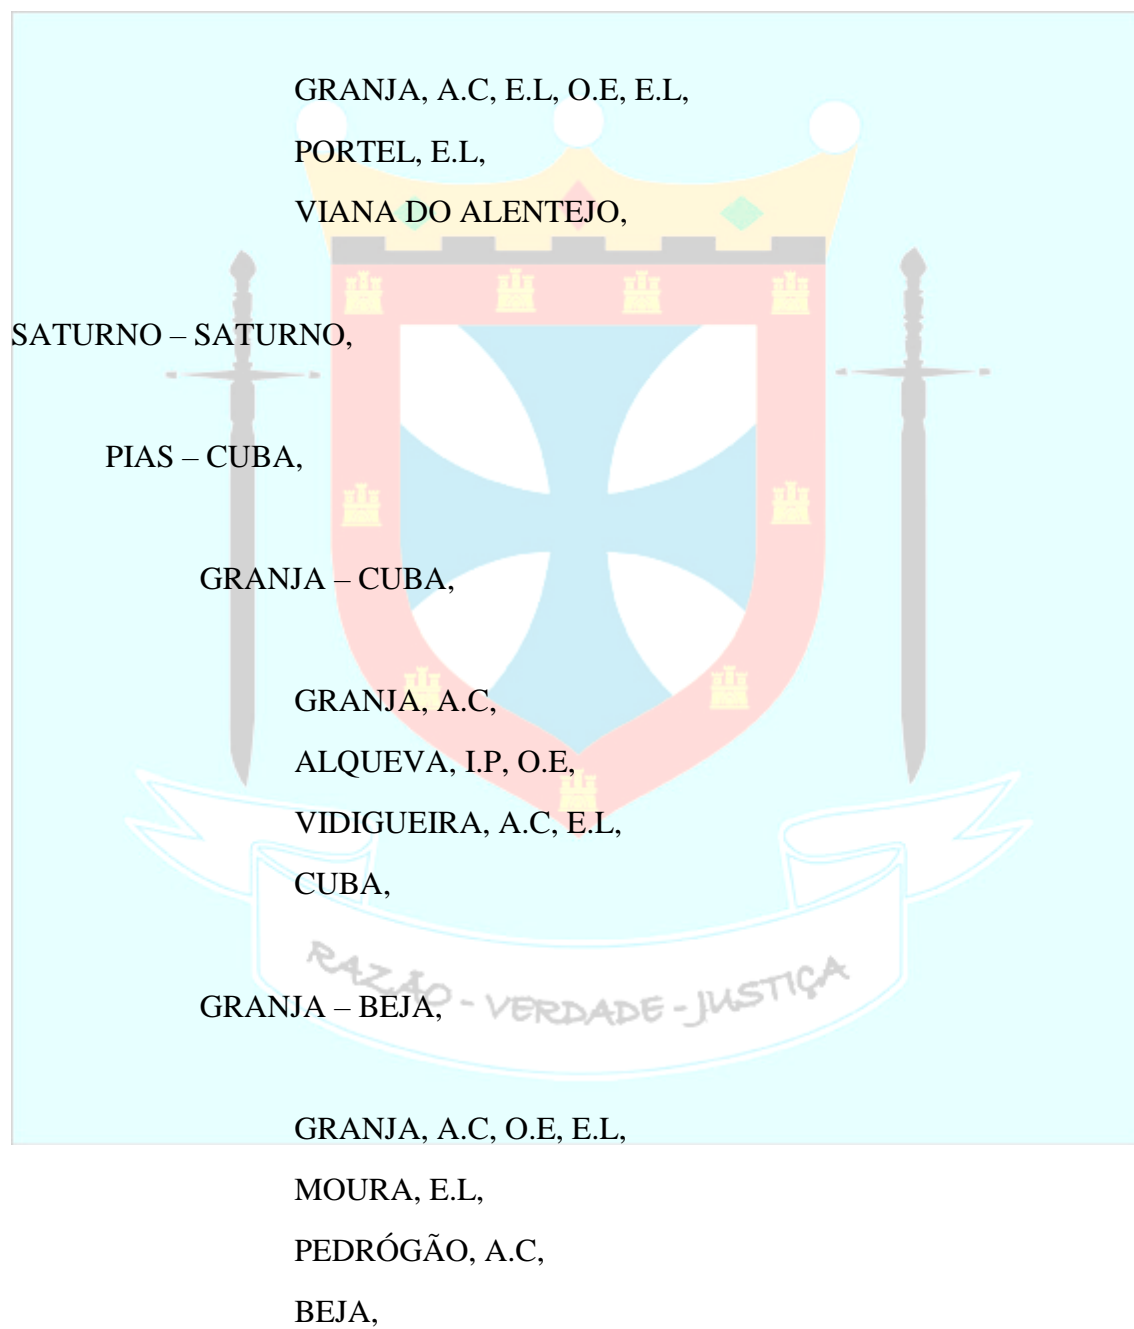 GRANJA, A.C, E.L, O.E, E.L,
PORTEL, E.L,
VIANA DO ALENTEJO,
SATURNO – SATURNO,
PIAS – CUBA,
GRANJA – CUBA,
GRANJA, A.C,
ALQUEVA, I.P, O.E,
VIDIGUEIRA, A.C, E.L,
CUBA,
RAZÃO - VERDADE - JUSTIÇA
GRANJA – BEJA,
GRANJA, A.C, O.E, E.L,
MOURA, E.L,
PEDRÓGÃO, A.C,
BEJA,